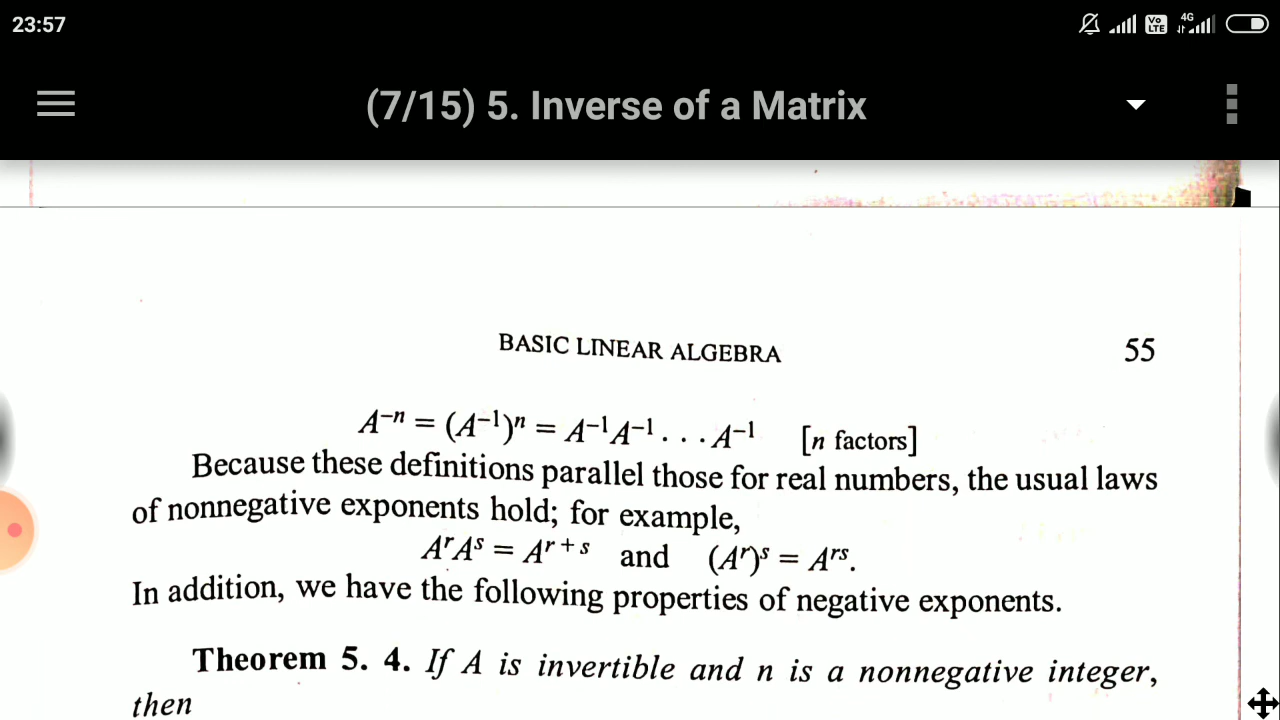 23:57
Vo LTE 4G
(7/15) 5. Inverse of a Matrix
BASIC LINEAR ALGEBRA 55
A⁻ⁿ = (A⁻¹)ⁿ = A⁻¹A⁻¹. . . A⁻¹ [n factors]
Because these definitions parallel those for real numbers, the usual laws
of nonnegative exponents hold; for example,
AʳAˢ = Aʳ⁺ˢ and (Aʳ)ˢ = Aʳˢ.
In addition, we have the following properties of negative exponents.
Theorem 5. 4. If A is invertible and n is a nonnegative integer,
then